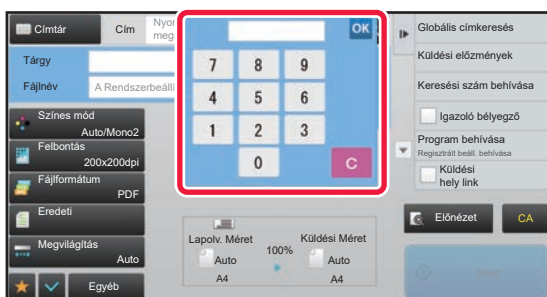 Címtár
Cím
Tárgy
Fájlnév
A
Színes mód
Auto/Mono2
Felbontás
200x200dpi
Fájlformátum
PDF
Eredeti
Megvilágítás
Auto
Egyéb
OK
7 8 9
4 5 6
1 2 3
0 C
Lapolv. Méret
Auto
A4
100%
Küldési Méret
Auto
A4
Globális címkeresés
Küldési előzmények
Keresési szám behívása
Igazoló bélyegző
Program behívása
Regisztrált beáll. behívása
Küldési
hely link
Előnézet
CA